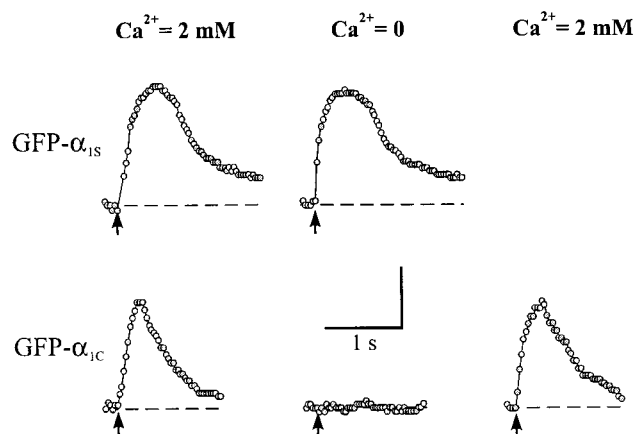 Ca²⁺= 2 mM Ca²⁺= 0 Ca²⁺= 2 mM
GFP-α₁S
GFP-α₁C
1 s